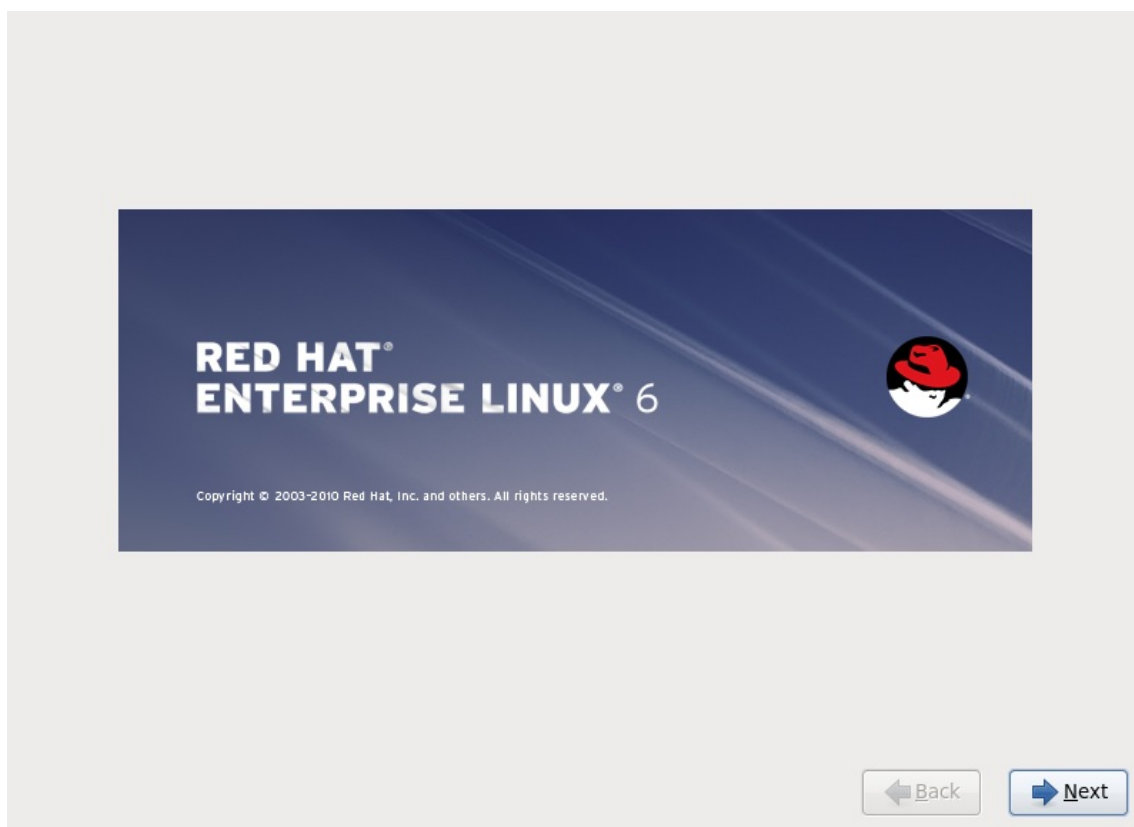 RED HAT®
ENTERPRISE LINUX® 6
Copyright © 2003-2010 Red Hat, Inc. and others. All rights reserved.
Back
Next